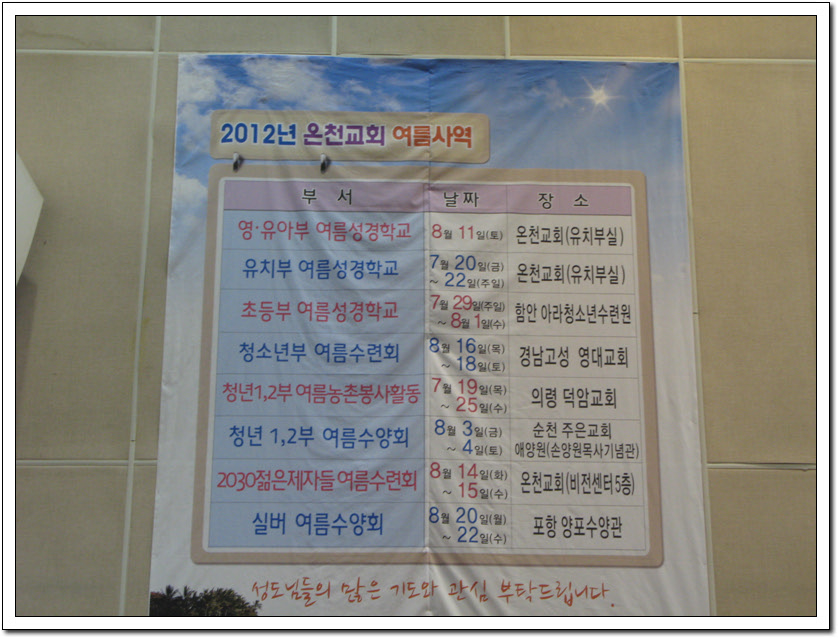 2012년 온천교회 여름사역
부 서 날짜 장 소
영·유아부 여름성경학교 8월 11일(토) 온천교회(유치부실)
유치부 여름성경학교 7월 20일(금) ~ 22일(주일) 온천교회(유치부실)
초등부 여름성경학교 7월 29일(주일) ~ 8월 1일(수) 함안 아라청소년수련원
청소년부 여름수련회 8월 16일(목) ~ 18일(토) 경남고성 영대교회
청년1,2부 여름농촌봉사활동 7월 19일(목) ~ 25일(수) 의령 덕암교회
청년 1,2부 여름수양회 8월 3일(금) ~ 4일(토) 순천 주은교회 애양원(손양원목사기념관)
2030젊은제자들 여름수련회 8월 14일(화) ~ 15일(수) 온천교회(비전센터 5층)
실버 여름수양회 8월 20일(월) ~ 22일(수) 포항 양포수양관
성도님들의 많은 기도와 관심 부탁드립니다.